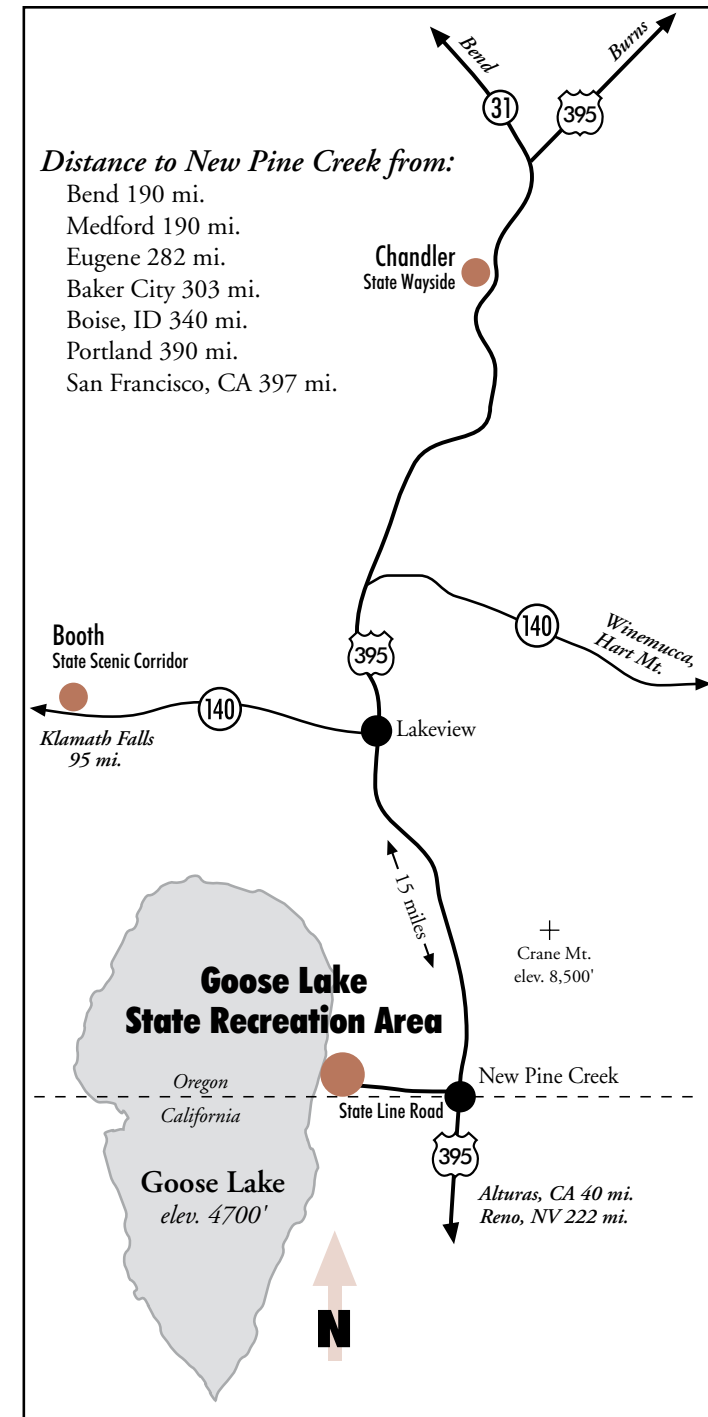 Bend
Burns
31
395
Distance to New Pine Creek from:
Bend 190 mi.
Medford 190 mi.
Eugene 282 mi.
Baker City 303 mi.
Boise, ID 340 mi.
Portland 390 mi.
San Francisco, CA 397 mi.
Chandler
State Wayside
140
Winemucca,
Hart Mt.
Booth
State Scenic Corridor
395
140
Lakeview
Klamath Falls
95 mi.
15 miles
Crane Mt.
elev. 8,500'
Goose Lake
State Recreation Area
New Pine Creek
Oregon
California
State Line Road
395
Goose Lake
elev. 4700'
Alturas, CA 40 mi.
Reno, NV 222 mi.
N